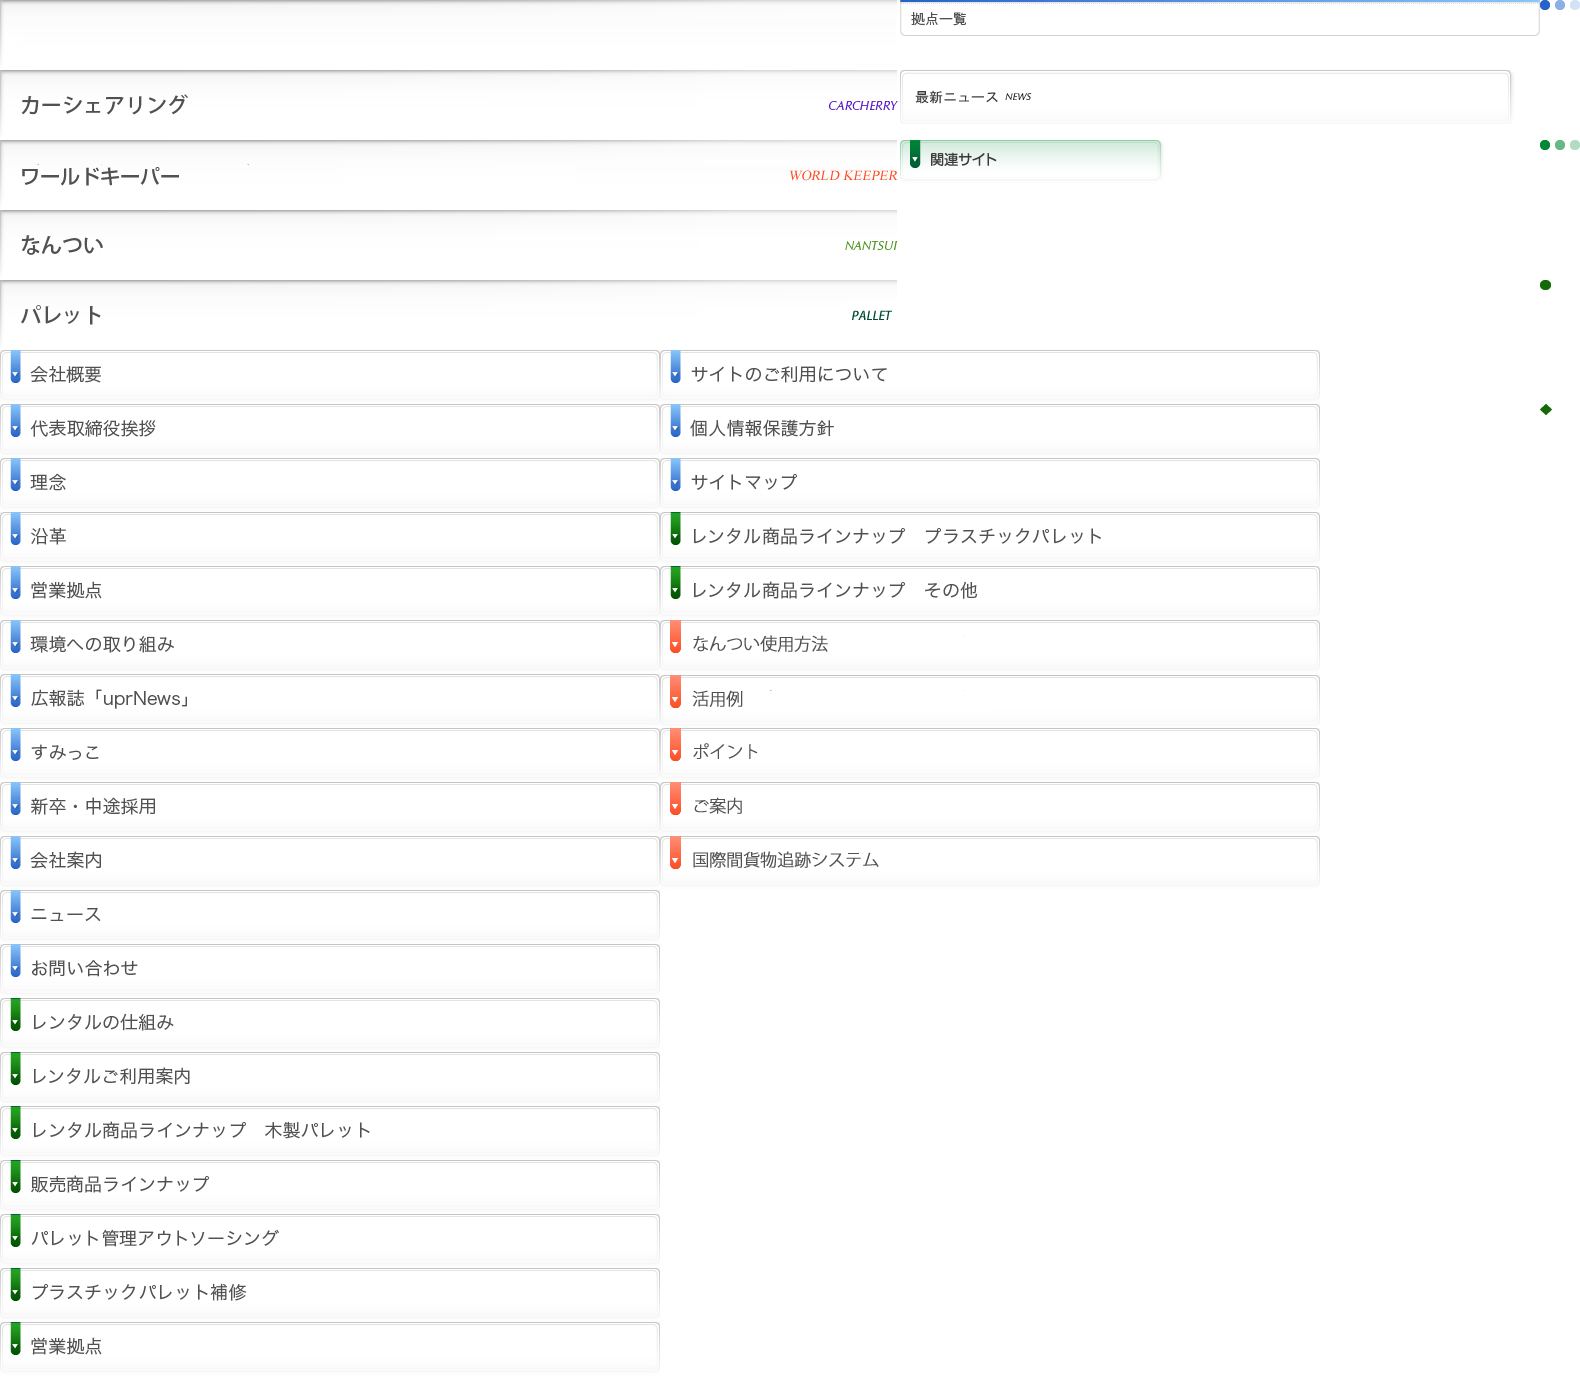 拠点一覧
カーシェアリング CARCHERRY
最新ニュース NEWS
ワールドキーパー WORLD KEEPER
関連サイト
なんつい NANTSUI
パレット PALLET
会社概要
代表取締役挨拶
理念
沿革
営業拠点
環境への取り組み
広報誌「uprNews」
すみっこ
新卒・中途採用
会社案内
ニュース
お問い合わせ
レンタルの仕組み
レンタルご利用案内
レンタル商品ラインナップ　木製パレット
販売商品ラインナップ
パレット管理アウトソーシング
プラスチックパレット補修
営業拠点
サイトのご利用について
個人情報保護方針
サイトマップ
レンタル商品ラインナップ　プラスチックパレット
レンタル商品ラインナップ　その他
なんつい使用方法
活用例
ポイント
ご案内
国際間貨物追跡システム